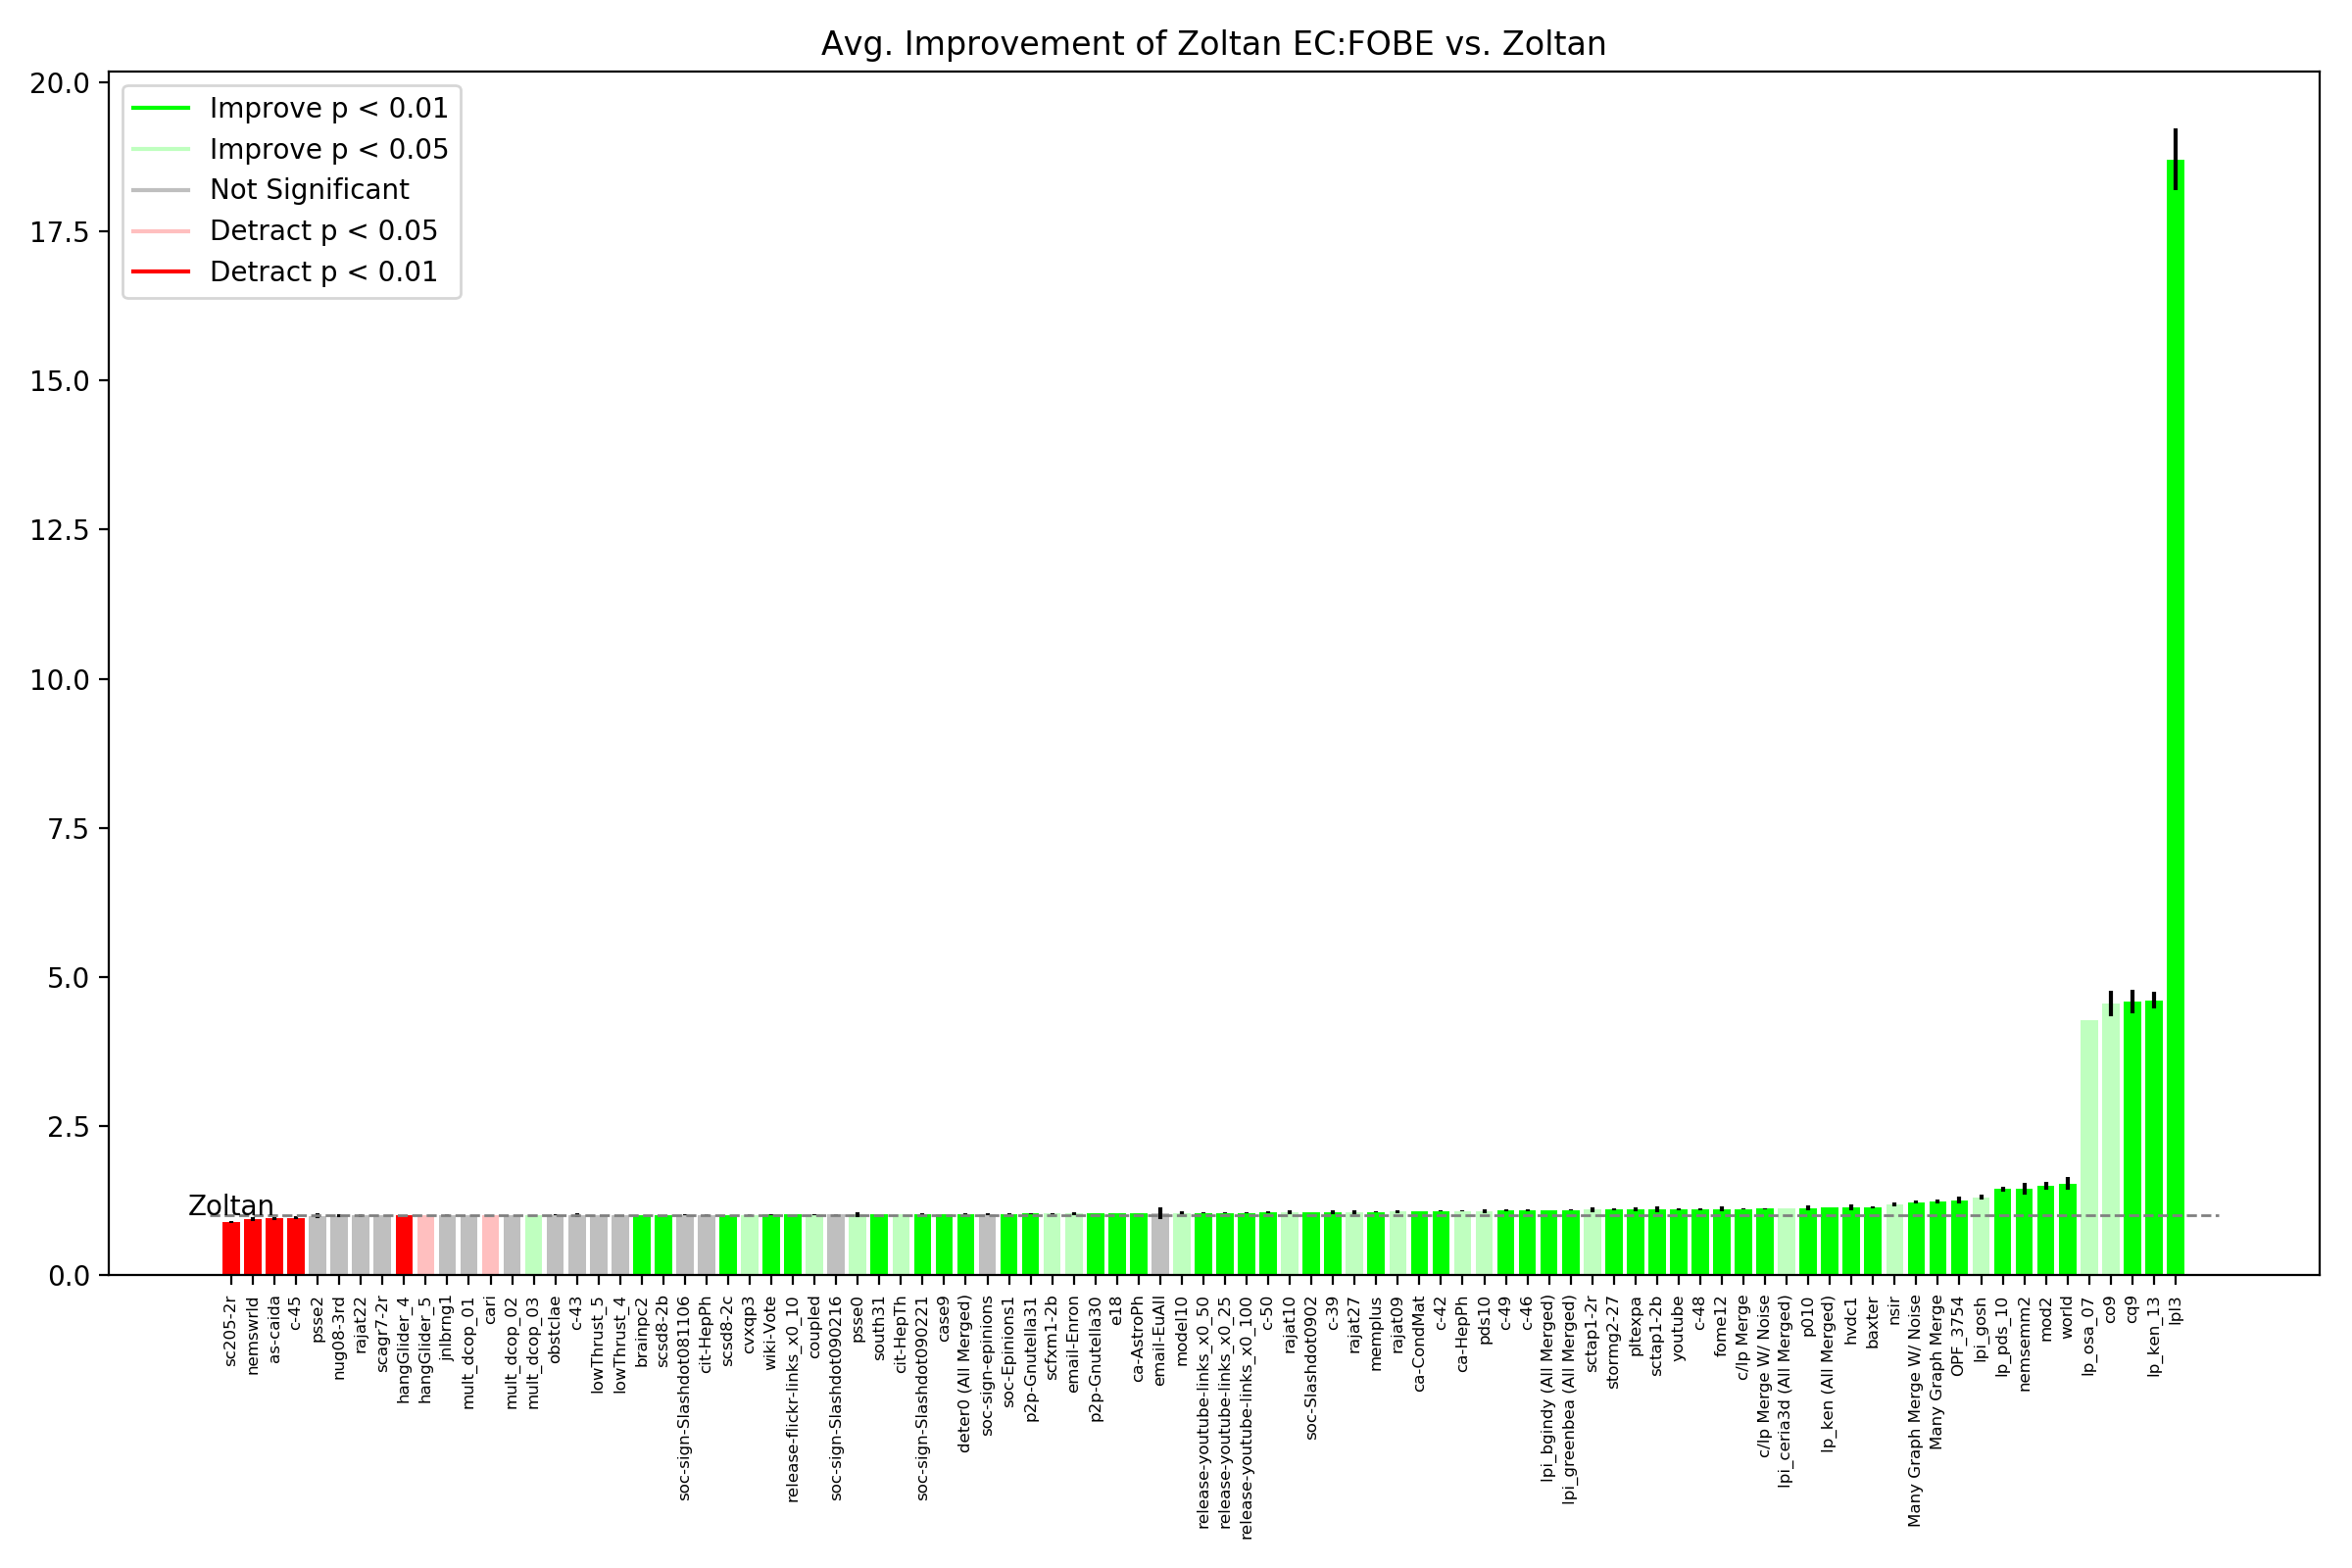 Avg. Improvement of Zoltan EC:FOBE vs. Zoltan
20.0
17.5
15.0
12.5
10.0
7.5
5.0
2.5
0.0
Improve p < 0.01
Improve p < 0.05
Not Significant
Detract p < 0.05
Detract p < 0.01
Zoltan
sc205-2r
nemswrld
as-caida
c-45
psse2
nug08-3rd
rajat22
scagr7-2r
hangGlider_4
hangGlider_5
jnlbrng1
mult_dcop_01
cari
mult_dcop_02
mult_dcop_03
obstclae
c-43
lowThrust_5
lowThrust_4
brainpc2
scsd8-2b
soc-sign-Slashdot081106
cit-HepPh
scsd8-2c
cvxqp3
wiki-Vote
release-flickr-links_x0_10
coupled
soc-sign-Slashdot090216
psse0
south31
cit-HepTh
soc-sign-Slashdot090221
case9
deter0 (All Merged)
soc-sign-epinions
soc-Epinions1
p2p-Gnutella31
scfxm1-2b
email-Enron
p2p-Gnutella30
e18
ca-AstroPh
email-EuAll
model10
release-youtube-links_x0_50
release-youtube-links_x0_25
release-youtube-links_x0_100
c-50
rajat10
soc-Slashdot0902
c-39
rajat27
memplus
rajat09
ca-CondMat
c-42
ca-HepPh
pds10
c-49
c-46
lpi_bgindy (All Merged)
lpi_greenbea (All Merged)
sctap1-2r
stormg2-27
pltexpa
sctap1-2b
youtube
c-48
fome12
c/lp Merge
c/lp Merge W/ Noise
lpi_ceria3d (All Merged)
p010
lp_ken (All Merged)
hvdc1
baxter
nsir
Many Graph Merge W/ Noise
Many Graph Merge
OPF_3754
lpi_gosh
lp_pds_10
nemsemm2
mod2
world
lp_osa_07
co9
cq9
lp_ken_13
lpl3